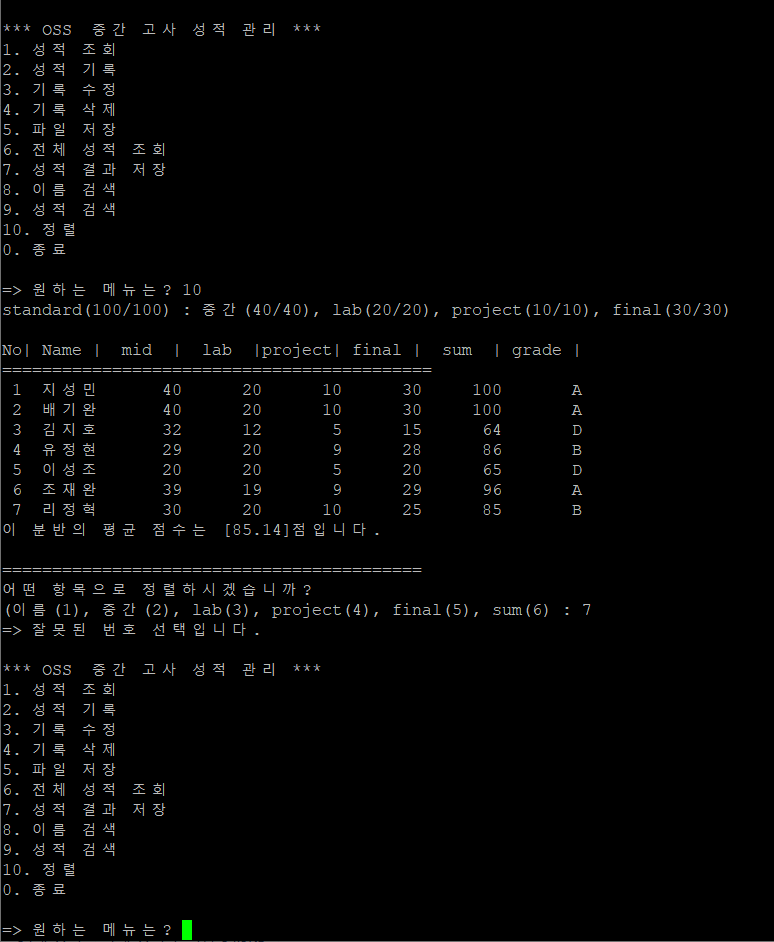 *** OSS 중간 고사 성적 관리 ***
1. 성적 조회
2. 성적 기록
3. 기록 수정
4. 기록 삭제
5. 파일 저장
6. 전체 성적 조회
7. 성적 결과 저장
8. 이름 검색
9. 성적 검색
10. 정렬
0. 종료
=> 원하는 메뉴는? 10
standard(100/100) : 중간(40/40), lab(20/20), project(10/10), final(30/30)
No| Name | mid | lab |project| final | sum | grade |
===========================================
1 지성민 40 20 10 30 100 A
2 배기완 40 20 10 30 100 A
3 김지호 32 12 5 15 64 D
4 유정현 29 20 9 28 86 B
5 이성조 20 20 5 20 65 D
6 조재완 39 19 9 29 96 A
7 리정혁 30 20 10 25 85 B
이 분반의 평균 점수는 [85.14]점입니다.
==========================================
어떤 항목으로 정렬하시겠습니까?
(이름(1), 중간(2), lab(3), project(4), final(5), sum(6) : 7
=> 잘못된 번호 선택입니다.
*** OSS 중간 고사 성적 관리 ***
1. 성적 조회
2. 성적 기록
3. 기록 수정
4. 기록 삭제
5. 파일 저장
6. 전체 성적 조회
7. 성적 결과 저장
8. 이름 검색
9. 성적 검색
10. 정렬
0. 종료
=> 원하는 메뉴는?